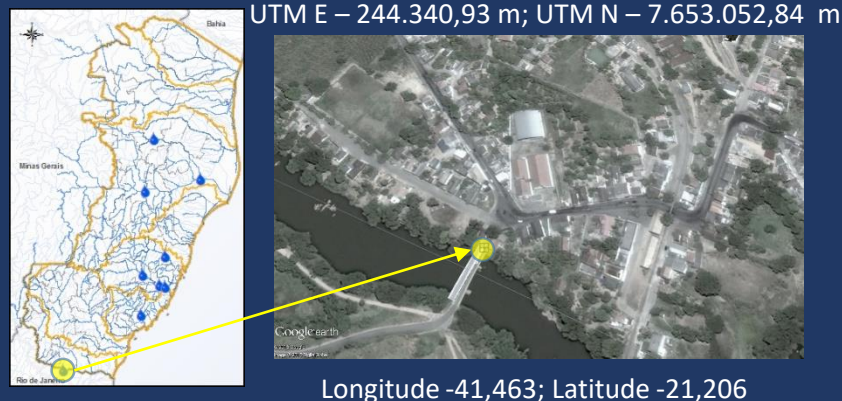 UTM E – 244.340,93 m; UTM N – 7.653.052,84 m
Bahia
Minas Gerais
Rio de Janeiro
Google earth
Longitude -41,463; Latitude -21,206